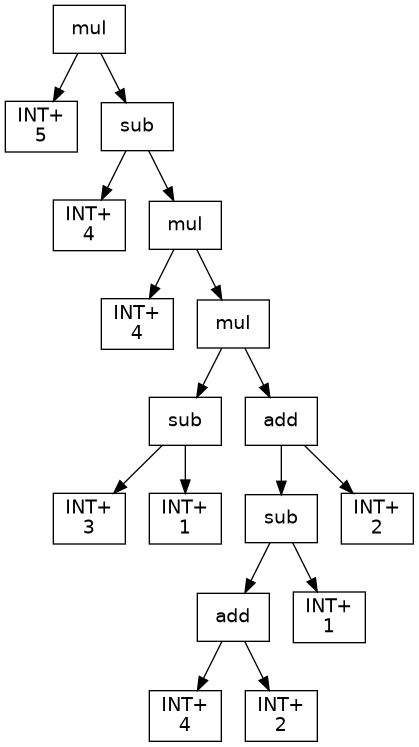 mul
INT+
5
sub
INT+
4
mul
INT+
4
mul
sub
add
INT+
3
INT+
1
sub
INT+
2
add
INT+
1
INT+
4
INT+
2